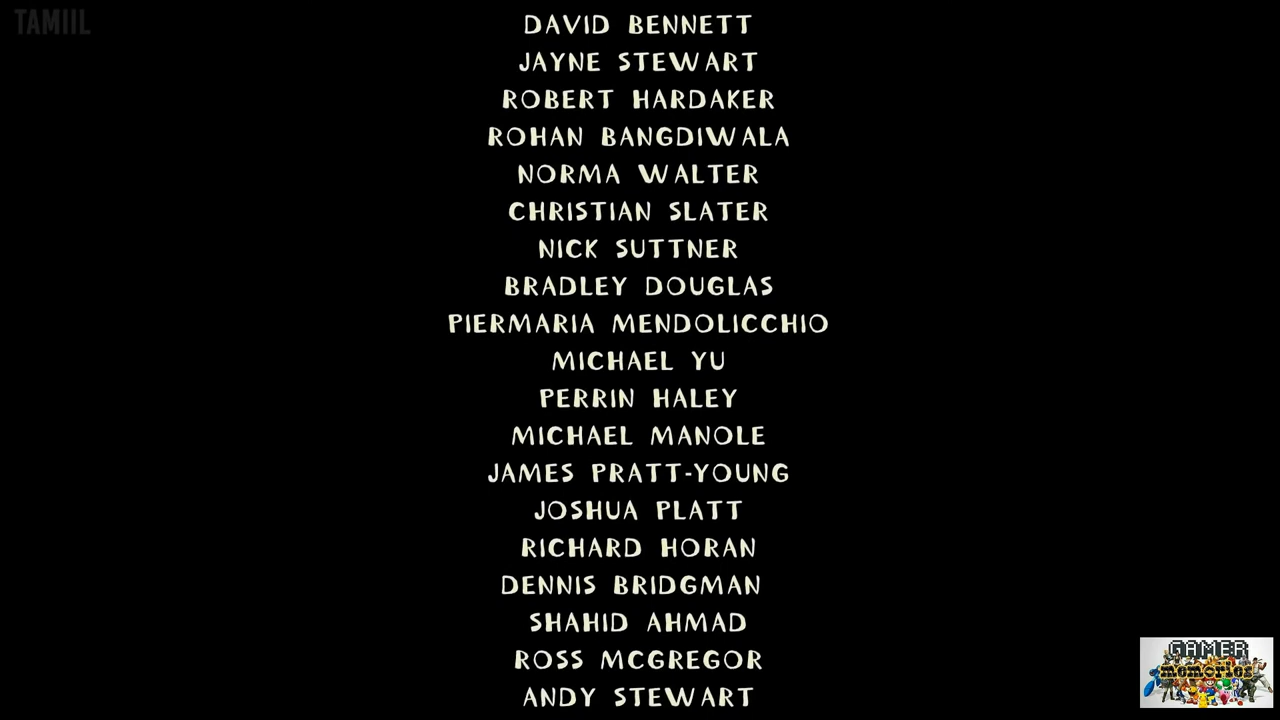 TAMIIL
DAVID BENNETT
JAYNE STEWART
ROBERT HARDAKER
ROHAN BANGDIWALA
NORMA WALTER
CHRISTIAN SLATER
NICK SUTTNER
BRADLEY DOUGLAS
PIERMARIA MENDOLICCHIO
MICHAEL YU
PERRIN HALEY
MICHAEL MANOLE
JAMES PRATT-YOUNG
JOSHUA PLATT
RICHARD HORAN
DENNIS BRIDGMAN
SHAHID AHMAD
ROSS MCGREGOR
ANDY STEWART
GAMER
memories